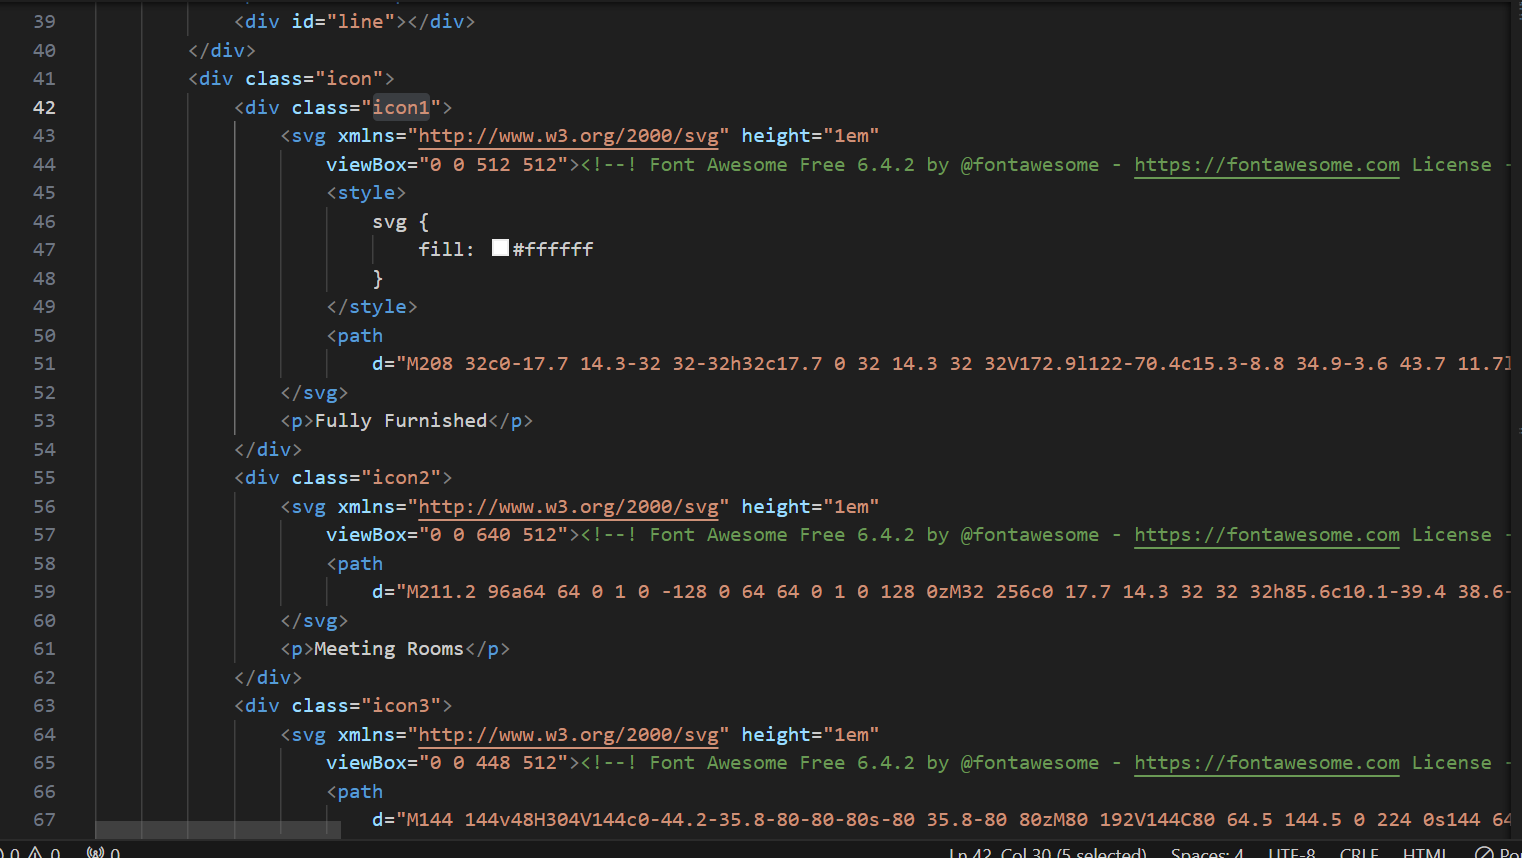 39 <div id="line"></div>
40 </div>
41 <div class="icon">
42 <div class="icon1">
43 <svg xmlns="http://www.w3.org/2000/svg" height="1em"
44 viewBox="0 0 512 512"><!--! Font Awesome Free 6.4.2 by @fontawesome - https://fontawesome.com License -
45 <style>
46 svg {
47 fill: #ffffff
48 }
49 </style>
50 <path
51 d="M208 32c0-17.7 14.3-32 32-32h32c17.7 0 32 14.3 32 32V172.9l122-70.4c15.3-8.8 34.9-3.6 43.7 11.7l
52 </svg>
53 <p>Fully Furnished</p>
54 </div>
55 <div class="icon2">
56 <svg xmlns="http://www.w3.org/2000/svg" height="1em"
57 viewBox="0 0 640 512"><!--! Font Awesome Free 6.4.2 by @fontawesome - https://fontawesome.com License -
58 <path
59 d="M211.2 96a64 64 0 1 0 -128 0 64 64 0 1 0 128 0zM32 256c0 17.7 14.3 32 32 32h85.6c10.1-39.4 38.6-
60 </svg>
61 <p>Meeting Rooms</p>
62 </div>
63 <div class="icon3">
64 <svg xmlns="http://www.w3.org/2000/svg" height="1em"
65 viewBox="0 0 448 512"><!--! Font Awesome Free 6.4.2 by @fontawesome - https://fontawesome.com License -
66 <path
67 d="M144 144v48H304V144c0-44.2-35.8-80-80-80s-80 35.8-80 80zM80 192V144C80 64.5 144.5 0 224 0s144 64
0 0 0 Ln 42, Col 30 (5 selected) Spaces: 4 UTF-8 CRLF HTML